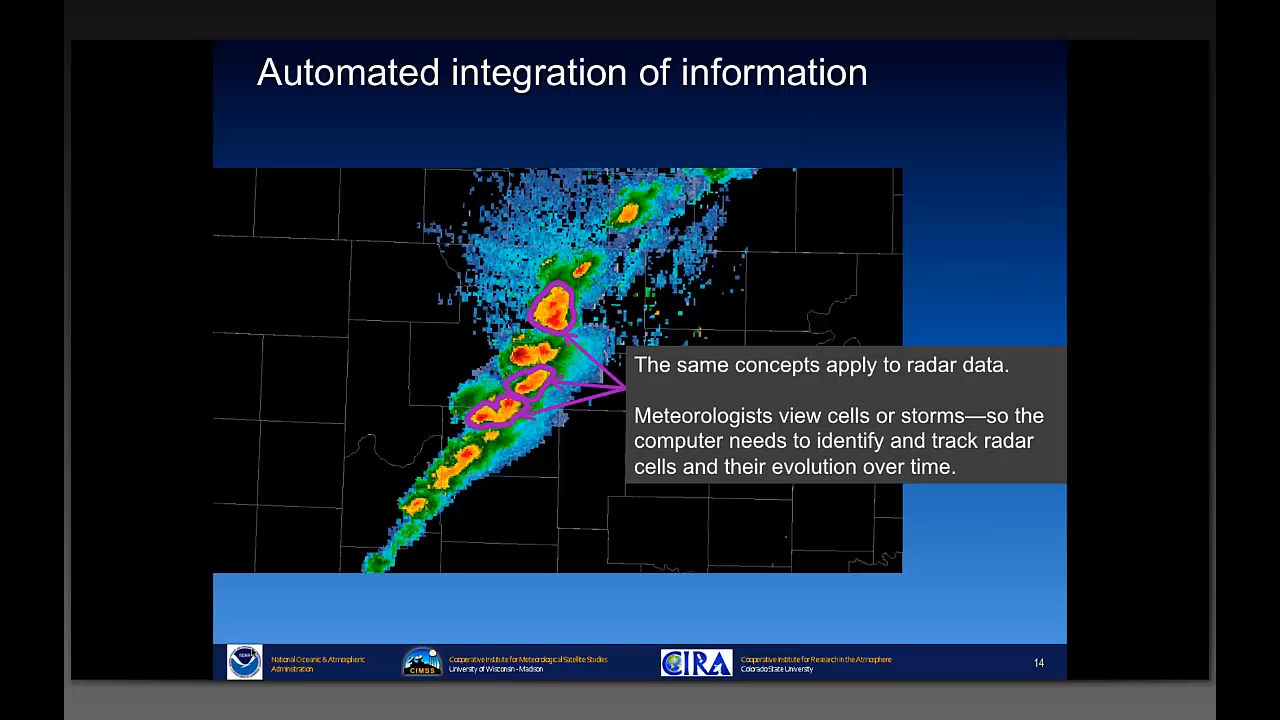 Automated integration of information
The same concepts apply to radar data.
Meteorologists view cells or storms—so the
computer needs to identify and track radar
cells and their evolution over time.
National Oceanic & Atmospheric
Administration
CIMSS
Cooperative Institute for Meteorological Satellite Studies
University of Wisconsin - Madison
CIRA
Cooperative Institute for Research in the Atmosphere
Colorado State University
14